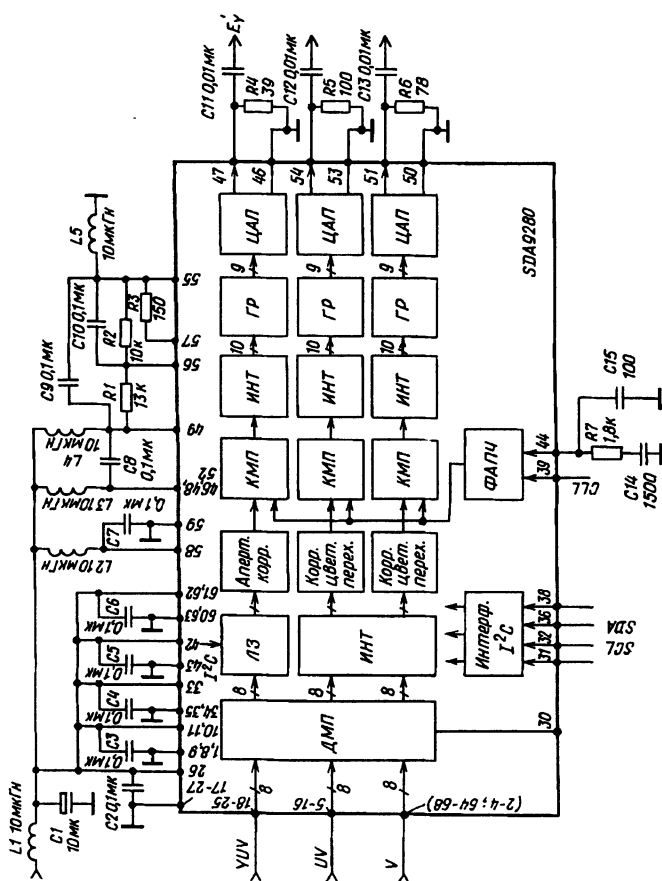 L1 10мкГн
C1
10мк
C2 0,1мк
17-27
26
C3
0,1мк
1,8,9
10,11
C4
0,1мк
34,35
33
C5
0,1мк
43
42
I²C
C6
0,1мк
60,63
61,62
L2 10мкГн
58
C7
0,1мк
59
L3 10мкГн
46,48,
52
C8
0,1мк
L4
10мкГн
49
C9 0,1мк
R1
13к
56
C10 0,1мк
R2
10к
57
R3
150
55
L5
10мкГн
YUV
8
18-25
UV
8
5-16
V
8
(2-4; 64-68)
ДМП
8
8
8
ЛЗ
ИНТ
Аперт.
корр.
Корр.
цвет.
перех.
Корр.
цвет.
перех.
КМП
КМП
КМП
ИНТ
ИНТ
ИНТ
10
10
10
ГР
ГР
ГР
9
9
9
ЦАП
ЦАП
ЦАП
47
46
54
53
51
50
C11 0,01мк
E′Y
R4
39
C12 0,01мк
R5
100
C13 0,01мк
R6
78
30
Интерф.
I²C
31
32
36
38
SCL
SDA
ФАПЧ
39
44
CLL
R7
1,8к
C14
1500
C15
100
SDA9280